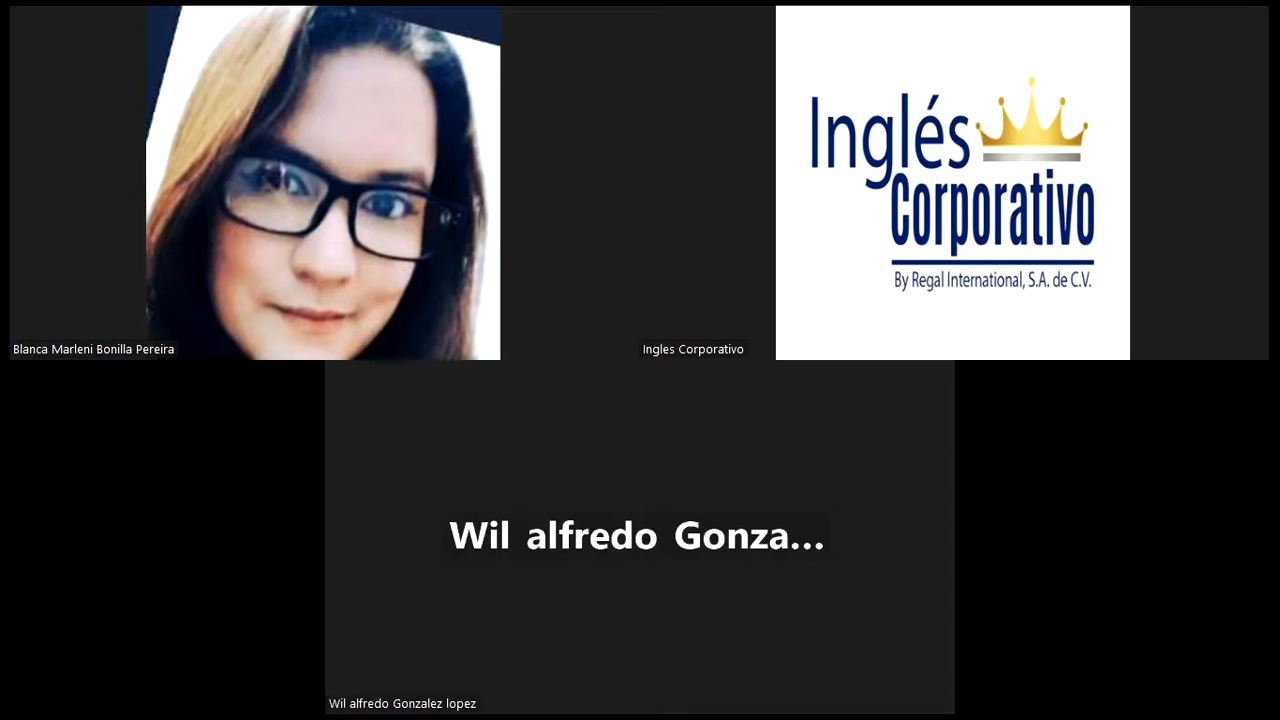 Inglés
Corporativo
By Regal International, S.A. de C.V.
Blanca Marleni Bonilla Pereira
Ingles Corporativo
Wil alfredo Gonza...
Wil alfredo Gonzalez lopez